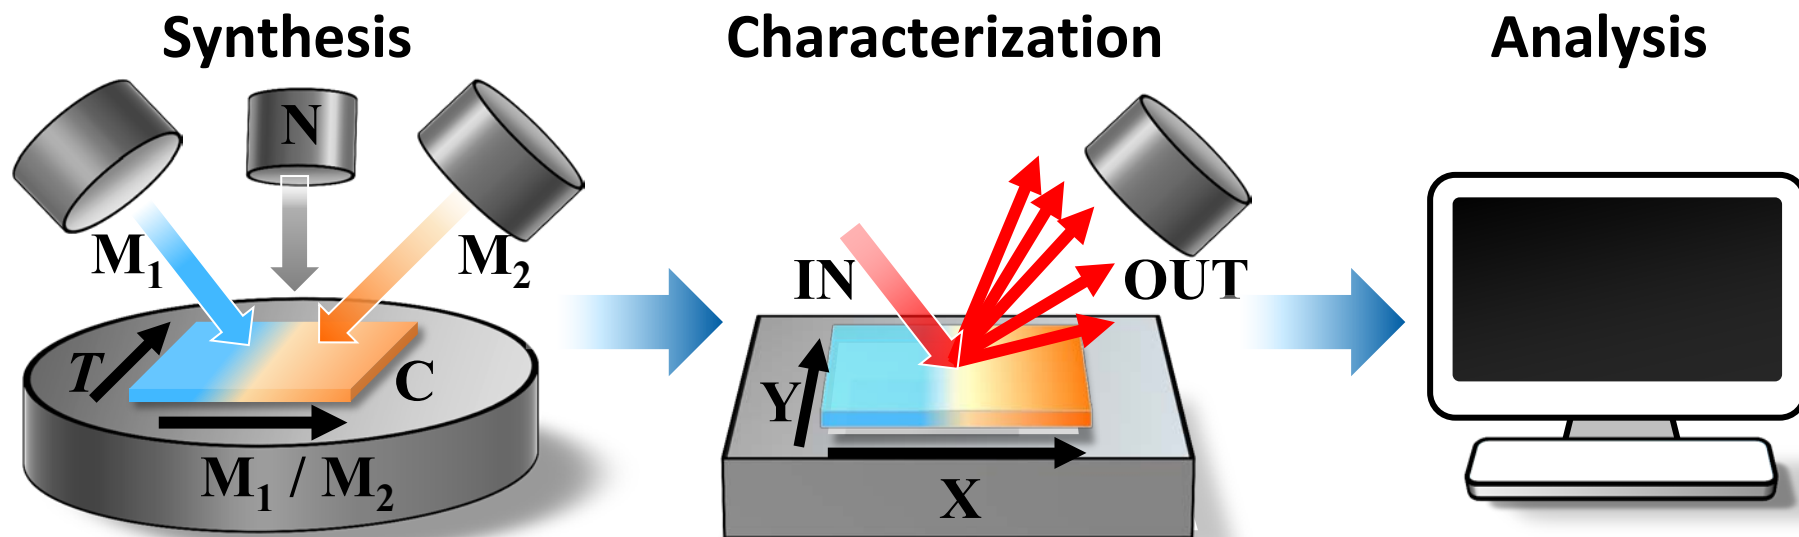 Synthesis
Characterization
Analysis
N
M₁
M₂
T
C
M₁ / M₂
IN
OUT
Y
X